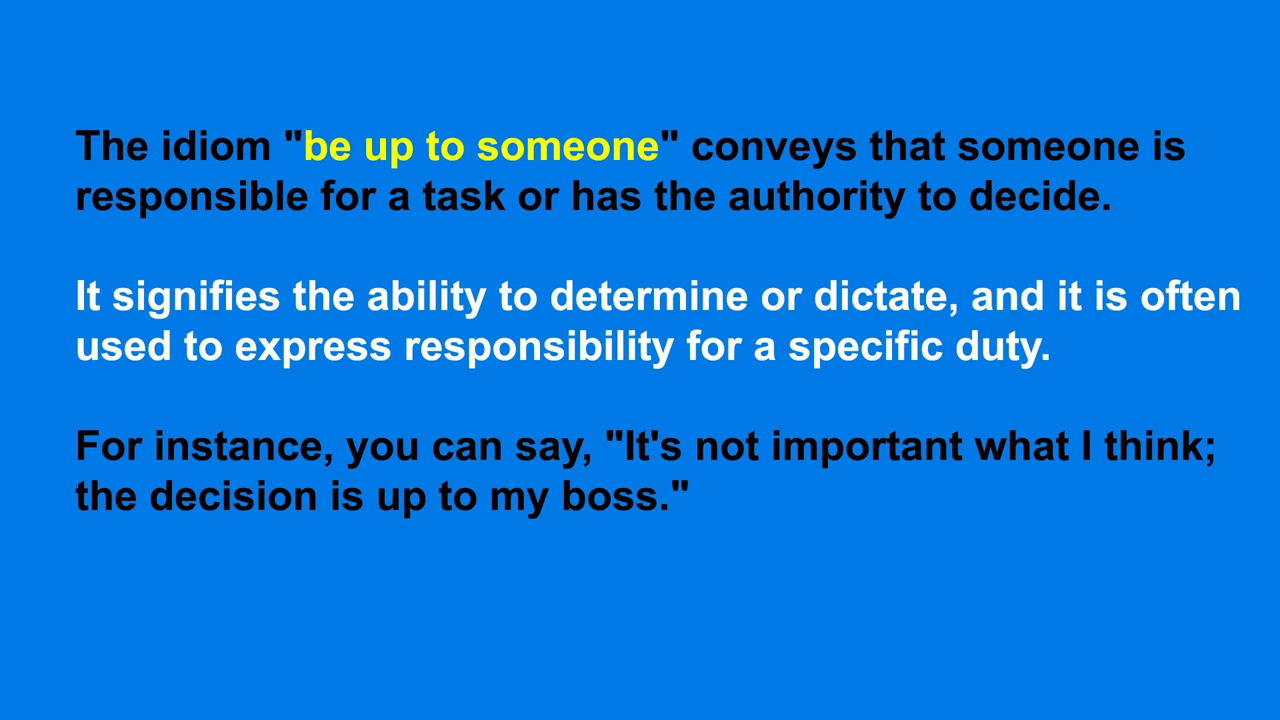 The idiom "be up to someone" conveys that someone is
responsible for a task or has the authority to decide.
It signifies the ability to determine or dictate, and it is often
used to express responsibility for a specific duty.
For instance, you can say, "It's not important what I think;
the decision is up to my boss."